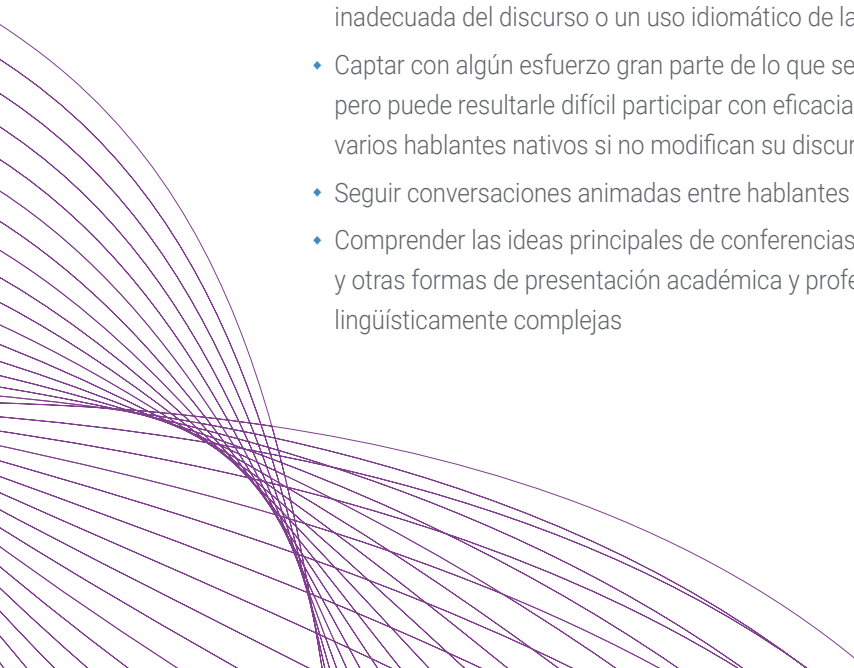 inadecuada del discurso o un uso idiomático de la
Captar con algún esfuerzo gran parte de lo que se
pero puede resultarle difícil participar con eficacia
varios hablantes nativos si no modifican su discur
Seguir conversaciones animadas entre hablantes
Comprender las ideas principales de conferencias
y otras formas de presentación académica y profe
lingüísticamente complejas